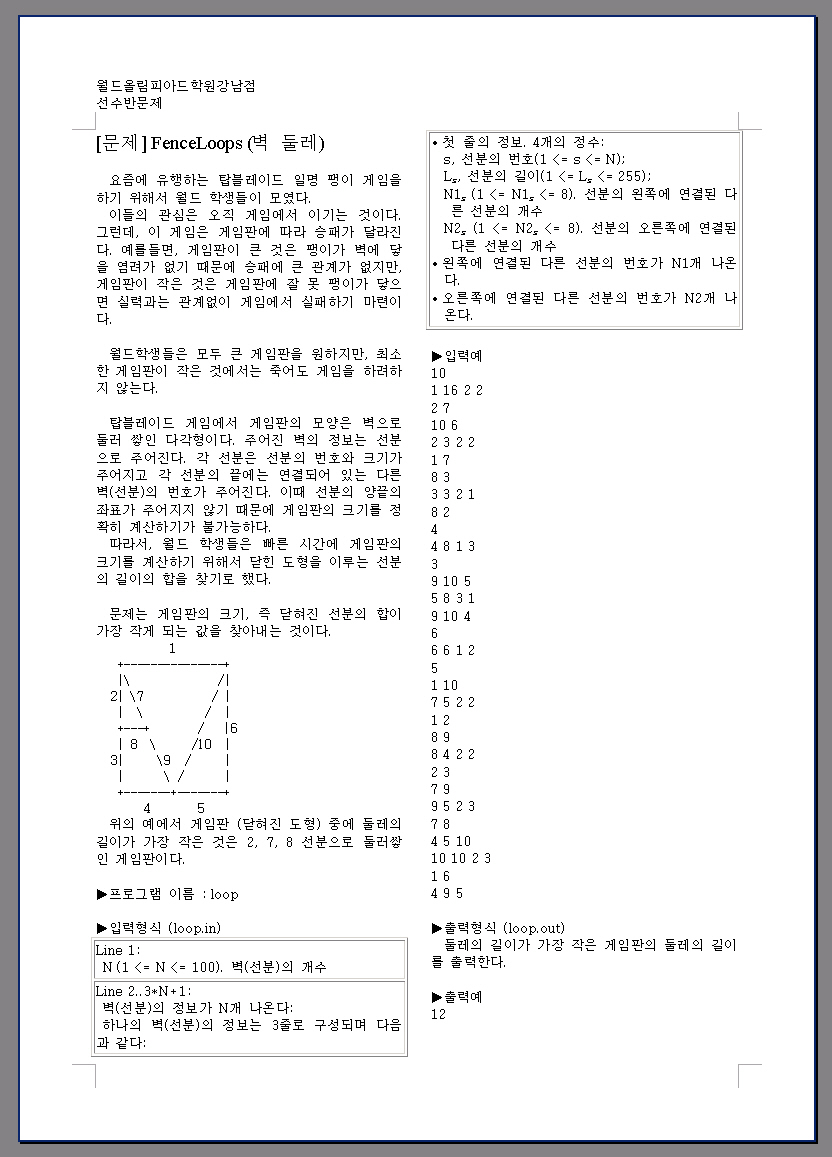 월드올림피아드학원강남점
선수반문제
[문제] FenceLoops (벽 둘레)
요즘에 유행하는 탑블레이드 일명 팽이 게임을
하기 위해서 월드 학생들이 모였다.
이들의 관심은 오직 게임에서 이기는 것이다.
그런데, 이 게임은 게임판에 따라 승패가 달라진
다. 예를들면, 게임판이 큰 것은 팽이가 벽에 닿
을 염려가 없기 때문에 승패에 큰 관계가 없지만,
게임판이 작은 것은 게임판에 잘 못 팽이가 닿으
면 실력과는 관계없이 게임에서 실패하기 마련이
다.
월드학생들은 모두 큰 게임판을 원하지만, 최소
한 게임판이 작은 것에서는 죽어도 게임을 하려하
지 않는다.
탑블레이드 게임에서 게임판의 모양은 벽으로
둘러 쌓인 다각형이다. 주어진 벽의 정보는 선분
으로 주어진다. 각 선분은 선분의 번호와 크기가
주어지고 각 선분의 끝에는 연결되어 있는 다른
벽(선분)의 번호가 주어진다. 이때 선분의 양끝의
좌표가 주어지지 않기 때문에 게임판의 크기를 정
확히 계산하기가 불가능하다.
따라서, 월드 학생들은 빠른 시간에 게임판의
크기를 계산하기 위해서 닫힌 도형을 이루는 선분
의 길이의 합을 찾기로 했다.
문제는 게임판의 크기, 즉 닫혀진 선분의 합이
가장 작게 되는 값을 찾아내는 것이다.
1
+---------------+
|\ /|
2| \7 / |
| \ / |
+---+ / |6
| 8 \ /10 |
3| \9 / |
| \ / |
+-------+-------+
4 5
위의 예에서 게임판 (닫혀진 도형) 중에 둘레의
길이가 가장 작은 것은 2, 7, 8 선분으로 둘러쌓
인 게임판이다.
▶프로그램 이름 : loop
▶입력형식 (loop.in)
Line 1:
N (1 <= N <= 100). 벽(선분)의 개수
Line 2..3*N+1:
벽(선분)의 정보가 N개 나온다:
하나의 벽(선분)의 정보는 3줄로 구성되며 다음
과 같다:
• 첫 줄의 정보. 4개의 정수:
s, 선분의 번호(1 <= s <= N);
Ls, 선분의 길이(1 <= Ls <= 255);
N1s (1 <= N1s <= 8). 선분의 왼쪽에 연결된 다
른 선분의 개수
N2s (1 <= N2s <= 8). 선분의 오른쪽에 연결된
다른 선분의 개수
• 왼쪽에 연결된 다른 선분의 번호가 N1개 나온
다.
• 오른쪽에 연결된 다른 선분의 번호가 N2개 나
온다.
▶입력예
10
1 16 2 2
2 7
10 6
2 3 2 2
1 7
8 3
3 3 2 1
8 2
4
4 8 1 3
3
9 10 5
5 8 3 1
9 10 4
6
6 6 1 2
5
1 10
7 5 2 2
1 2
8 9
8 4 2 2
2 3
7 9
9 5 2 3
7 8
4 5 10
10 10 2 3
1 6
4 9 5
▶출력형식 (loop.out)
둘레의 길이가 가장 작은 게임판의 둘레의 길이
를 출력한다.
▶출력예
12